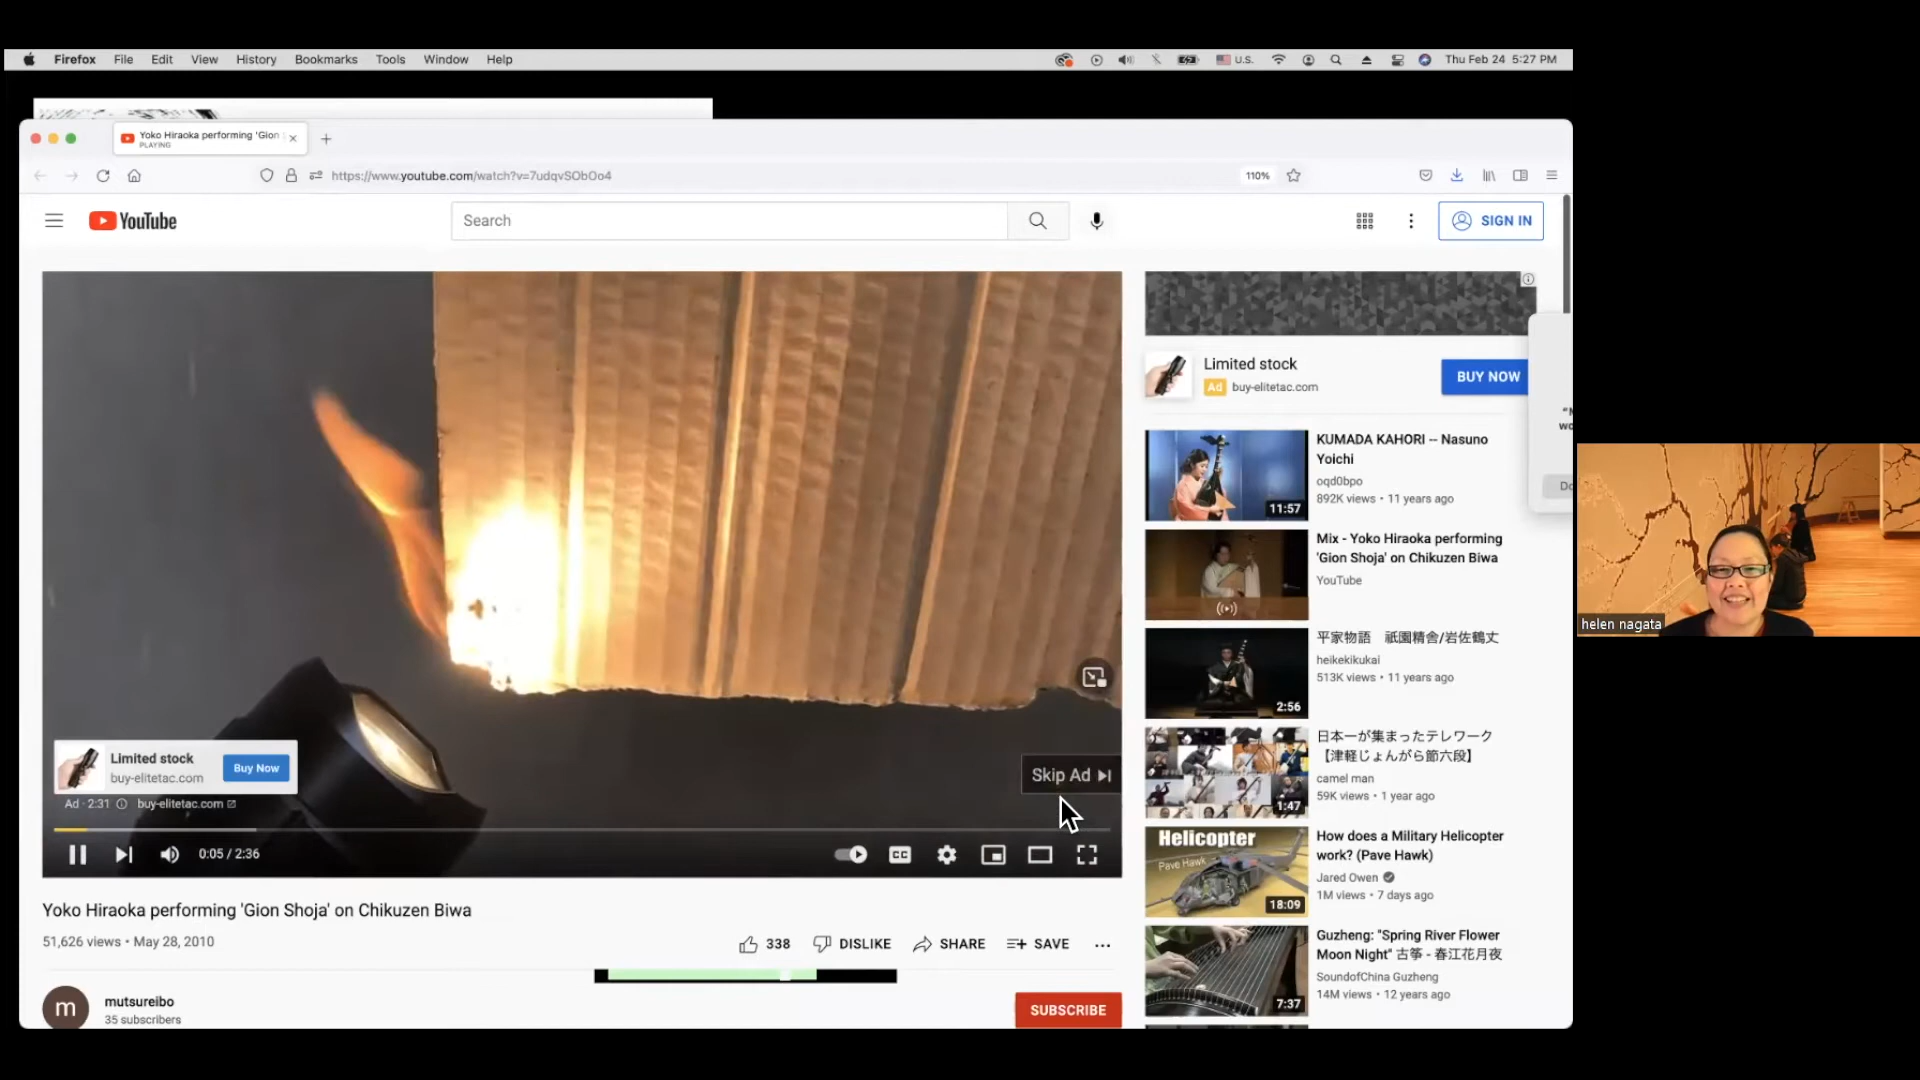 Firefox File Edit View History Bookmarks Tools Window Help
U.S.
Thu Feb 24 5:27 PM
Yoko Hiraoka performing 'Gion
PLAYING
https://www.youtube.com/watch?v=7udqvSObOo4
110%
YouTube
Search
SIGN IN
Limited stock
Ad buy-elitetac.com
BUY NOW
KUMADA KAHORI -- Nasuno
Yoichi
oqd0bpo
892K views • 11 years ago
11:57
Mix - Yoko Hiraoka performing
'Gion Shoja' on Chikuzen Biwa
YouTube
平家物語 祇園精舎/岩佐鶴丈
heikekikukai
513K views • 11 years ago
2:56
日本一が集まったテレワーク
【津軽じょんがら節六段】
camel man
59K views • 1 year ago
1:47
Helicopter
Pave Hawk
How does a Military Helicopter
work? (Pave Hawk)
Jared Owen
1M views • 7 days ago
18:09
Guzheng: "Spring River Flower
Moon Night" 古筝 - 春江花月夜
SoundofChina Guzheng
14M views • 12 years ago
7:37
Limited stock
buy-elitetac.com
Buy Now
Ad · 2:31 buy-elitetac.com
Skip Ad
0:05 / 2:36
CC
Yoko Hiraoka performing 'Gion Shoja' on Chikuzen Biwa
51,626 views • May 28, 2010
338 DISLIKE SHARE SAVE
m
mutsureibo
35 subscribers
SUBSCRIBE
helen nagata